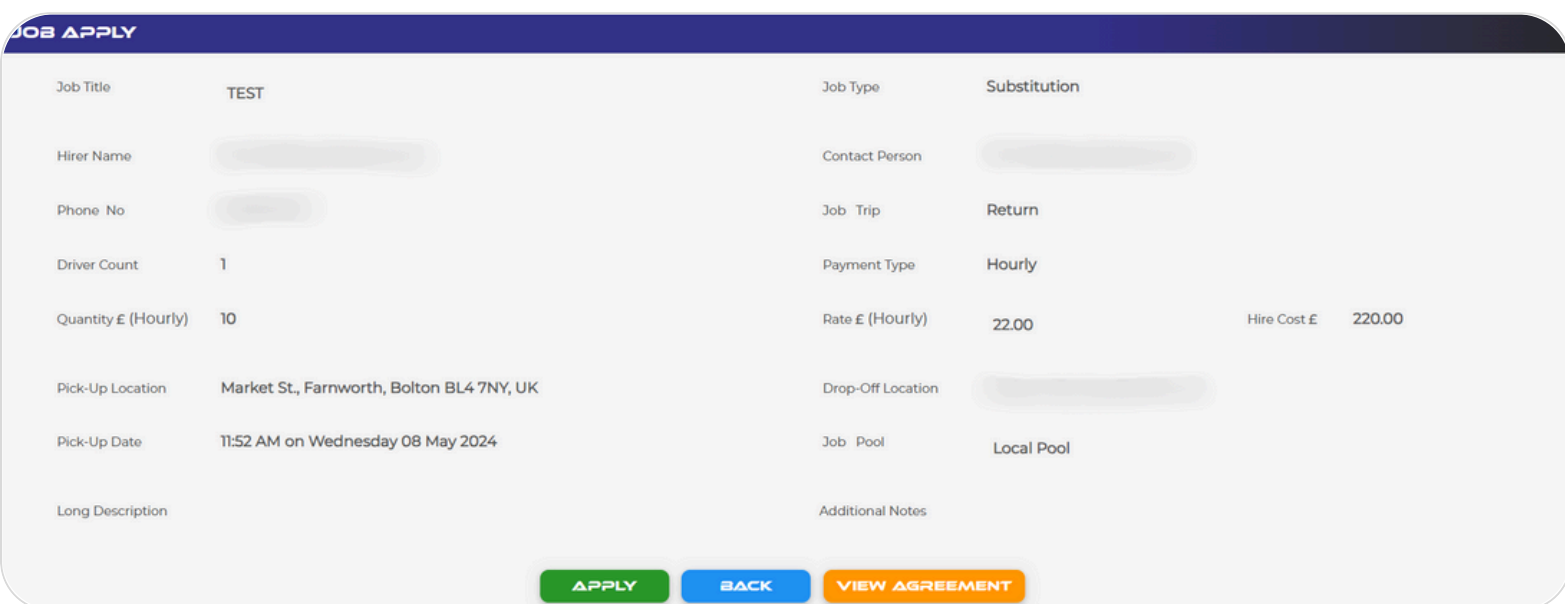 JOB APPLY
Job Title TEST Job Type Substitution
Hirer Name Contact Person
Phone No Job Trip Return
Driver Count 1 Payment Type Hourly
Quantity £ (Hourly) 10 Rate £ (Hourly) 22.00 Hire Cost £ 220.00
Pick-Up Location Market St., Farnworth, Bolton BL4 7NY, UK Drop-Off Location
Pick-Up Date 11:52 AM on Wednesday 08 May 2024 Job Pool Local Pool
Long Description Additional Notes
APPLY BACK VIEW AGREEMENT